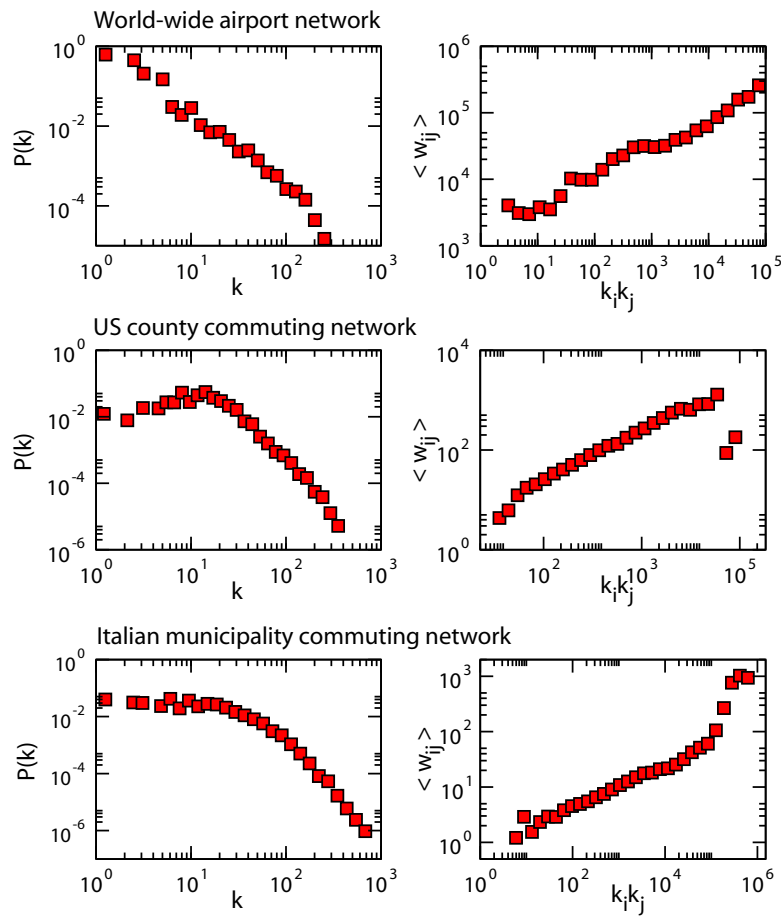 World-wide airport network
10^0
10^-2
10^-4
P(k)
10^0 10^1 10^2 10^3
k
10^6
10^5
10^4
10^3
< w_ij >
10^0 10^1 10^2 10^3 10^4 10^5
k_i k_j
US county commuting network
10^0
10^-2
10^-4
10^-6
P(k)
10^0 10^1 10^2 10^3
k
10^4
10^2
10^0
< w_ij >
10^2 10^3 10^4 10^5
k_i k_j
Italian municipality commuting network
10^0
10^-2
10^-4
10^-6
P(k)
10^0 10^1 10^2 10^3
k
10^3
10^2
10^1
10^0
< w_ij >
10^0 10^2 10^4 10^6
k_i k_j